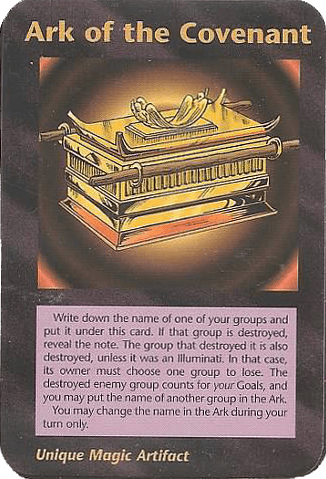 Ark of the Covenant
Write down the name of one of your groups and
put it under this card. If that group is destroyed,
reveal the note. The group that destroyed it is also
destroyed, unless it was an Illuminati. In that case,
its owner must choose one group to lose. The
destroyed enemy group counts for your Goals, and
you may put the name of another group in the Ark.
You may change the name in the Ark during your
turn only.
Unique Magic Artifact